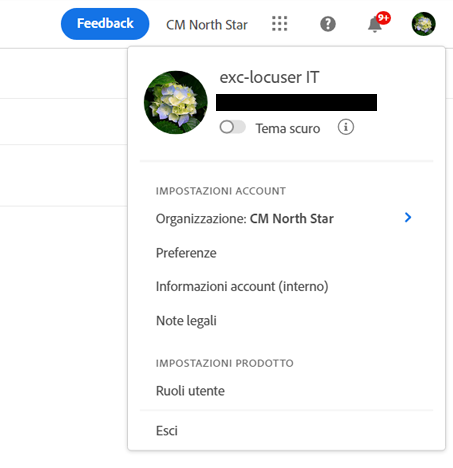 Feedback CM North Star 9+
exc-locuser IT
Tema scuro
IMPOSTAZIONI ACCOUNT
Organizzazione: CM North Star
Preferenze
Informazioni account (interno)
Note legali
IMPOSTAZIONI PRODOTTO
Ruoli utente
Esci